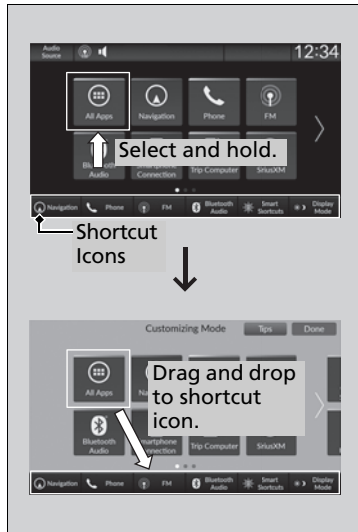 Audio
Source
12:34
All Apps
Navigation
Phone
FM
Select and hold.
Audio
Connection
Trip Computer
SiriusXM
Navigation
Phone
FM
Bluetooth
Audio
Smart
Shortcuts
Display
Mode
Shortcut
Icons
Customizing Mode
Tips
Done
All Apps
Drag and drop
to shortcut
icon.
Bluetooth
Audio
Smartphone
Connection
Trip Computer
SiriusXM
Navigation
Phone
FM
Bluetooth
Audio
Smart
Shortcuts
Display
Mode